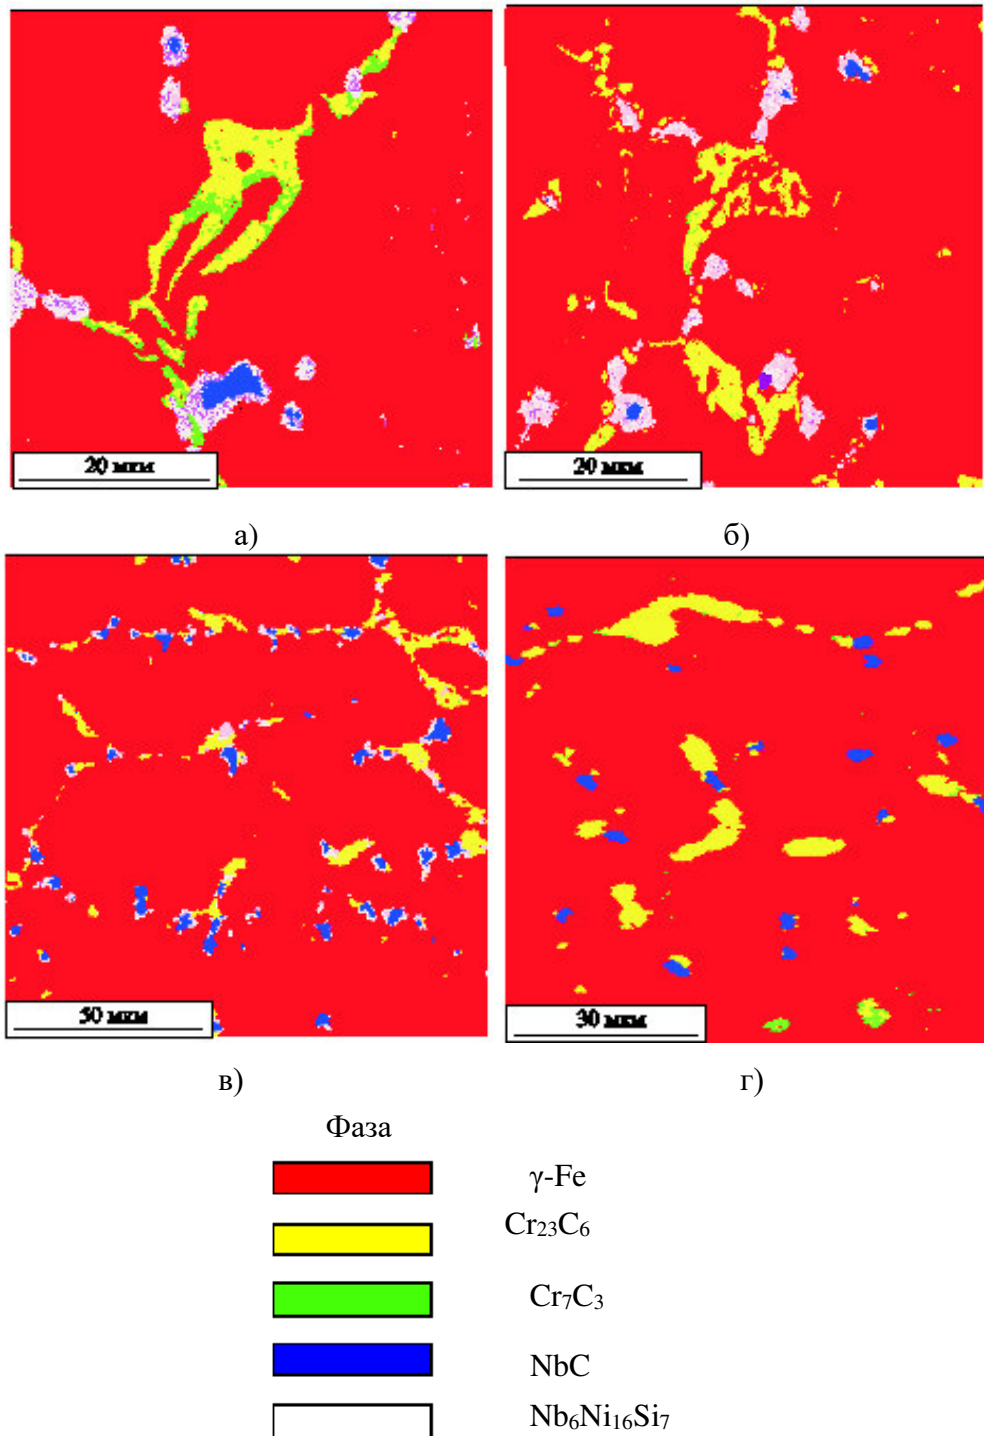 20 мкм
20 мкм
а)
б)
50 мкм
30 мкм
в)
г)
Фаза
γ-Fe
Cr₂₃C₆
Cr₇C₃
NbC
Nb₆Ni₁₆Si₇